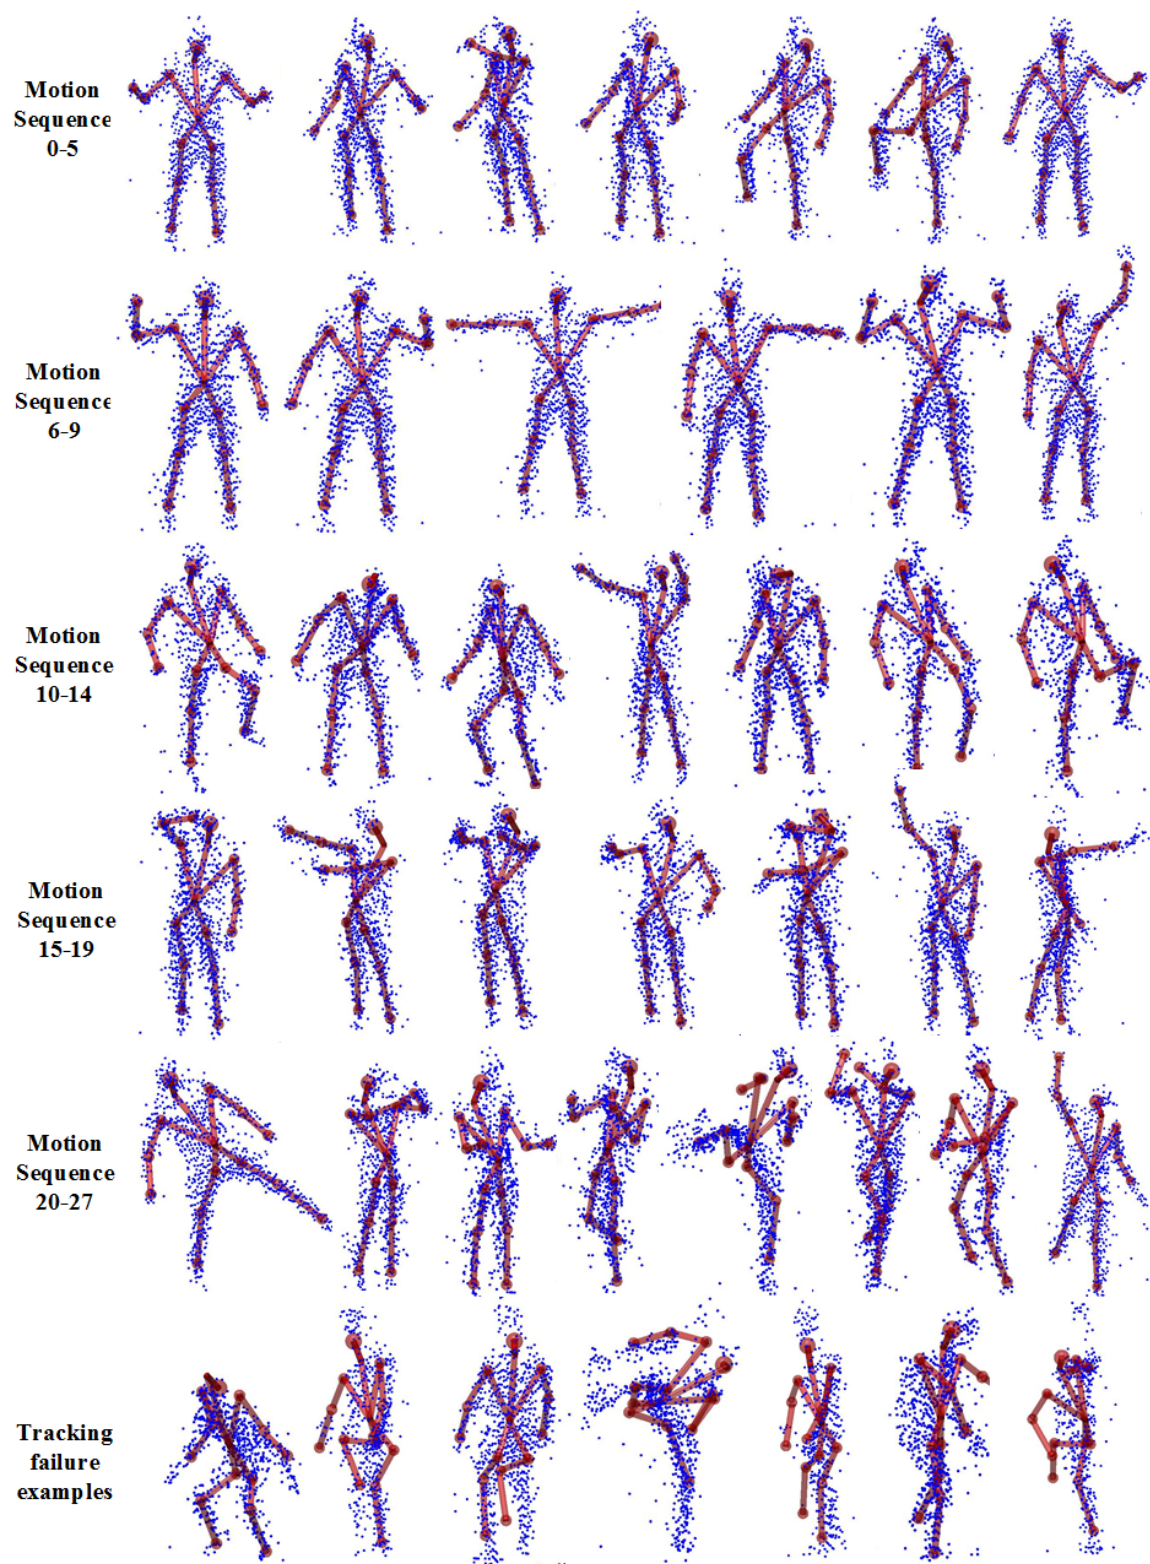 Motion
Sequence
0-5
Motion
Sequence
6-9
Motion
Sequence
10-14
Motion
Sequence
15-19
Motion
Sequence
20-27
Tracking
failure
examples